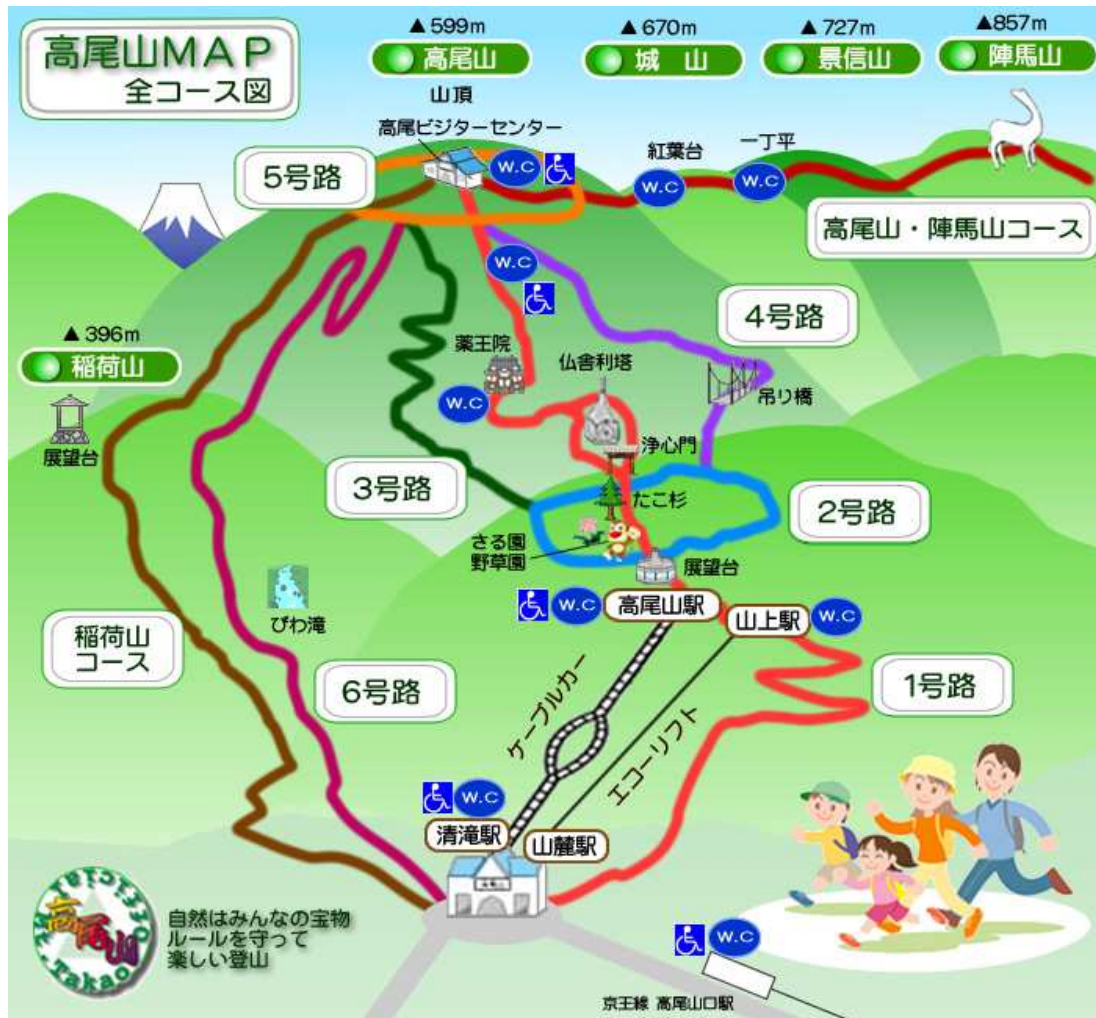 高尾山MAP
全コース図
▲599m
高尾山
山頂
高尾ビジターセンター
▲670m
城 山
▲727m
景信山
▲857m
陣馬山
5号路
W.C
紅葉台
W.C
一丁平
W.C
高尾山・陣馬山コース
W.C
4号路
▲396m
稲荷山
展望台
薬王院
W.C
仏舎利塔
吊り橋
浄心門
3号路
たこ杉
2号路
さる園
野草園
展望台
びわ滝
W.C
高尾山駅
山上駅
W.C
稲荷山
コース
6号路
1号路
ケーブルカー
エコーリフト
W.C
清滝駅
山麓駅
高尾山
Mt.Takao Official
自然はみんなの宝物
ルールを守って
楽しい登山
W.C
京王線 高尾山口駅